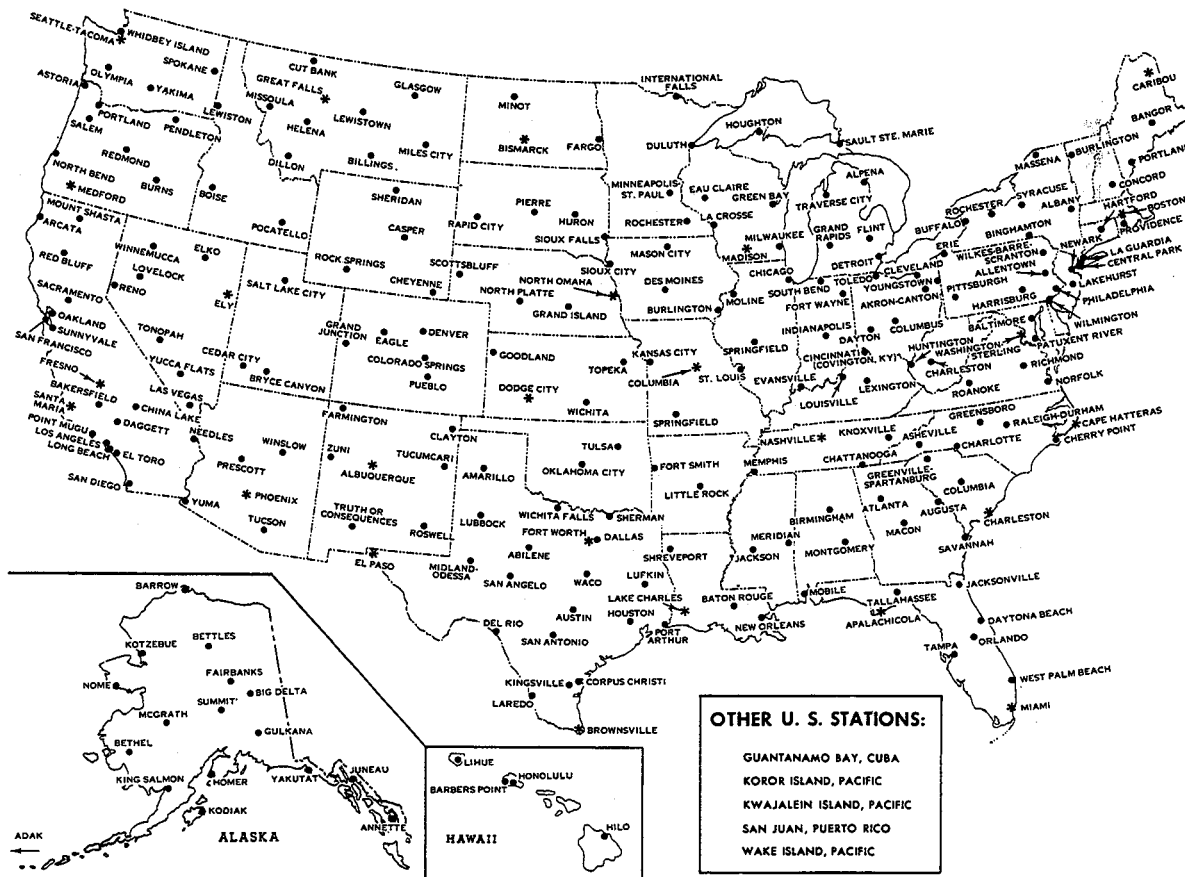 SEATTLE-TACOMA
WHIDBEY ISLAND
SPOKANE
OLYMPIA
YAKIMA
ASTORIA
PORTLAND
SALEM
PENDLETON
LEWISTON
REDMOND
NORTH BEND
MEDFORD
BURNS
BOISE
POCATELLO
CUT BANK
GREAT FALLS
MISSOULA
HELENA
LEWISTOWN
GLASGOW
DILLON
BILLINGS
MILES CITY
MINOT
BISMARCK
FARGO
INTERNATIONAL
FALLS
DULUTH
HOUGHTON
SAULT STE. MARIE
MINNEAPOLIS-
ST. PAUL
EAU CLAIRE
GREEN BAY
ROCHESTER
LA CROSSE
ALPENA
TRAVERSE CITY
GRAND
RAPIDS
FLINT
DETROIT
MILWAUKEE
MADISON
CHICAGO
CARIBOU
BANGOR
BURLINGTON
MASSENA
PORTLAND
CONCORD
SYRACUSE
ROCHESTER
ALBANY
HARTFORD
BOSTON
PROVIDENCE
BUFFALO
BINGHAMTON
ERIE
WILKES-BARRE-
SCRANTON
NEWARK
LA GUARDIA
CENTRAL PARK
ALLENTOWN
LAKEHURST
PITTSBURGH
HARRISBURG
PHILADELPHIA
WILMINGTON
BALTIMORE
WASHINGTON
STERLING
PATUXENT RIVER
RICHMOND
NORFOLK
ROANOKE
MOUNT SHASTA
ARCATA
RED BLUFF
SACRAMENTO
OAKLAND
SUNNYVALE
SAN FRANCISCO
FRESNO
BAKERSFIELD
SANTA
MARIA
CHINA LAKE
POINT MUGU
DAGGETT
LOS ANGELES
LONG BEACH
EL TORO
SAN DIEGO
NEEDLES
WINNEMUCCA
LOVELOCK
ELKO
RENO
ELY
TONOPAH
YUCCA FLATS
LAS VEGAS
SALT LAKE CITY
CEDAR CITY
BRYCE CANYON
SHERIDAN
CASPER
ROCK SPRINGS
CHEYENNE
RAPID CITY
PIERRE
HURON
SIOUX FALLS
SCOTTSBLUFF
NORTH OMAHA
NORTH PLATTE
GRAND ISLAND
SIOUX CITY
MASON CITY
DES MOINES
BURLINGTON
MOLINE
SOUTH BEND
TOLEDO
CLEVELAND
FORT WAYNE
YOUNGSTOWN
AKRON-CANTON
INDIANAPOLIS
DAYTON
COLUMBUS
CINCINNATI
(COVINGTON, KY)
HUNTINGTON
CHARLESTON
SPRINGFIELD
ST. LOUIS
EVANSVILLE
LOUISVILLE
LEXINGTON
GRAND
JUNCTION
EAGLE
DENVER
COLORADO SPRINGS
PUEBLO
GOODLAND
DODGE CITY
TOPEKA
WICHITA
KANSAS CITY
COLUMBIA
SPRINGFIELD
FARMINGTON
CLAYTON
ZUNI
ALBUQUERQUE
TUCUMCARI
TRUTH OR
CONSEQUENCES
ROSWELL
WINSLOW
PRESCOTT
PHOENIX
YUMA
TUCSON
EL PASO
AMARILLO
TULSA
OKLAHOMA CITY
FORT SMITH
LITTLE ROCK
MEMPHIS
NASHVILLE
KNOXVILLE
CHATTANOOGA
GREENSBORO
RALEIGH-DURHAM
CAPE HATTERAS
ASHEVILLE
CHARLOTTE
CHERRY POINT
GREENVILLE-
SPARTANBURG
COLUMBIA
CHARLESTON
ATLANTA
AUGUSTA
MACON
SAVANNAH
BIRMINGHAM
MONTGOMERY
MOBILE
MERIDIAN
JACKSON
LUBBOCK
WICHITA FALLS
SHERMAN
FORT WORTH
DALLAS
ABILENE
MIDLAND-
ODESSA
SAN ANGELO
WACO
LUFKIN
SHREVEPORT
LAKE CHARLES
BATON ROUGE
NEW ORLEANS
AUSTIN
HOUSTON
PORT
ARTHUR
DEL RIO
SAN ANTONIO
KINGSVILLE
CORPUS CHRISTI
LAREDO
BROWNSVILLE
TALLAHASSEE
APALACHICOLA
JACKSONVILLE
DAYTONA BEACH
ORLANDO
TAMPA
WEST PALM BEACH
MIAMI
BARROW
KOTZEBUE
BETTLES
FAIRBANKS
NOME
BIG DELTA
SUMMIT
MCGRATH
GULKANA
BETHEL
KING SALMON
HOMER
YAKUTAT
JUNEAU
KODIAK
ANNETTE
ADAK
ALASKA
LIHUE
HONOLULU
BARBERS POINT
HILO
HAWAII
OTHER U. S. STATIONS:
GUANTANAMO BAY, CUBA
KOROR ISLAND, PACIFIC
KWAJALEIN ISLAND, PACIFIC
SAN JUAN, PUERTO RICO
WAKE ISLAND, PACIFIC